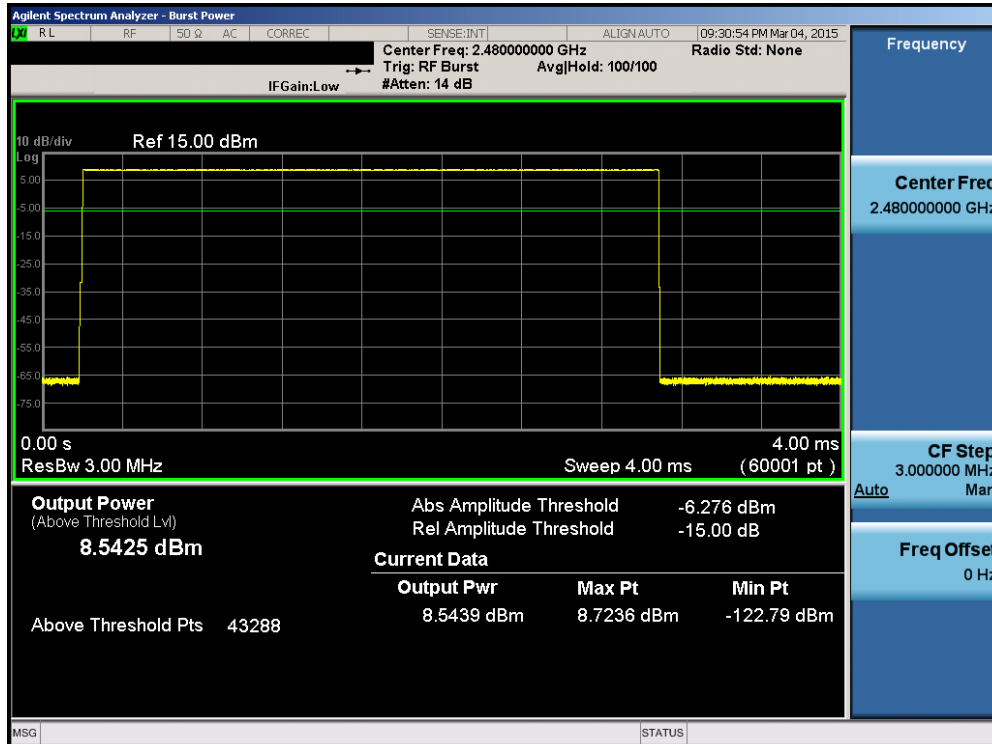 Agilent Spectrum Analyzer - Burst Power
LXI RL RF 50 Ω AC CORREC SENSE:INT ALIGN AUTO 09:30:54 PM Mar 04, 2015
Center Freq: 2.480000000 GHz Radio Std: None
Trig: RF Burst Avg|Hold: 100/100
IFGain:Low #Atten: 14 dB
Frequency
10 dB/div Ref 15.00 dBm
Log
5.00
-5.00
-15.0
-25.0
-35.0
-45.0
-55.0
-65.0
-75.0
0.00 s 4.00 ms
ResBw 3.00 MHz Sweep 4.00 ms (60001 pt)
Center Freq
2.480000000 GHz
CF Step
3.000000 MHz
Auto Man
Freq Offset
0 Hz
Output Power
(Above Threshold Lvl)
8.5425 dBm
Above Threshold Pts 43288
Abs Amplitude Threshold -6.276 dBm
Rel Amplitude Threshold -15.00 dB
Current Data
Output Pwr Max Pt Min Pt
8.5439 dBm 8.7236 dBm -122.79 dBm
MSG STATUS